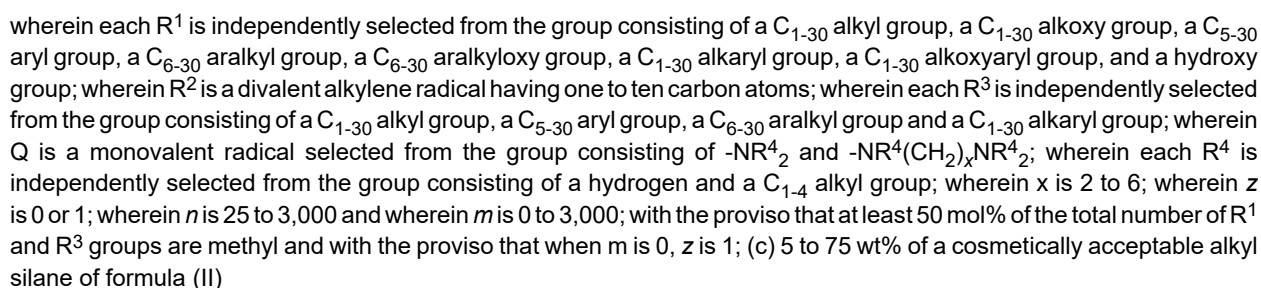 wherein each R¹ is independently selected from the group consisting of a C₁₋₃₀ alkyl group, a C₁₋₃₀ alkoxy group, a C₅₋₃₀
aryl group, a C₆₋₃₀ aralkyl group, a C₆₋₃₀ aralkyloxy group, a C₁₋₃₀ alkaryl group, a C₁₋₃₀ alkoxyaryl group, and a hydroxy
group; wherein R² is a divalent alkylene radical having one to ten carbon atoms; wherein each R³ is independently selected
from the group consisting of a C₁₋₃₀ alkyl group, a C₅₋₃₀ aryl group, a C₆₋₃₀ aralkyl group and a C₁₋₃₀ alkaryl group; wherein
Q is a monovalent radical selected from the group consisting of -NR⁴₂ and -NR⁴(CH₂)ₓNR⁴₂; wherein each R⁴ is
independently selected from the group consisting of a hydrogen and a C₁₋₄ alkyl group; wherein x is 2 to 6; wherein z
is 0 or 1; wherein n is 25 to 3,000 and wherein m is 0 to 3,000; with the proviso that at least 50 mol% of the total number of R¹
and R³ groups are methyl and with the proviso that when m is 0, z is 1; (c) 5 to 75 wt% of a cosmetically acceptable alkyl
silane of formula (II)